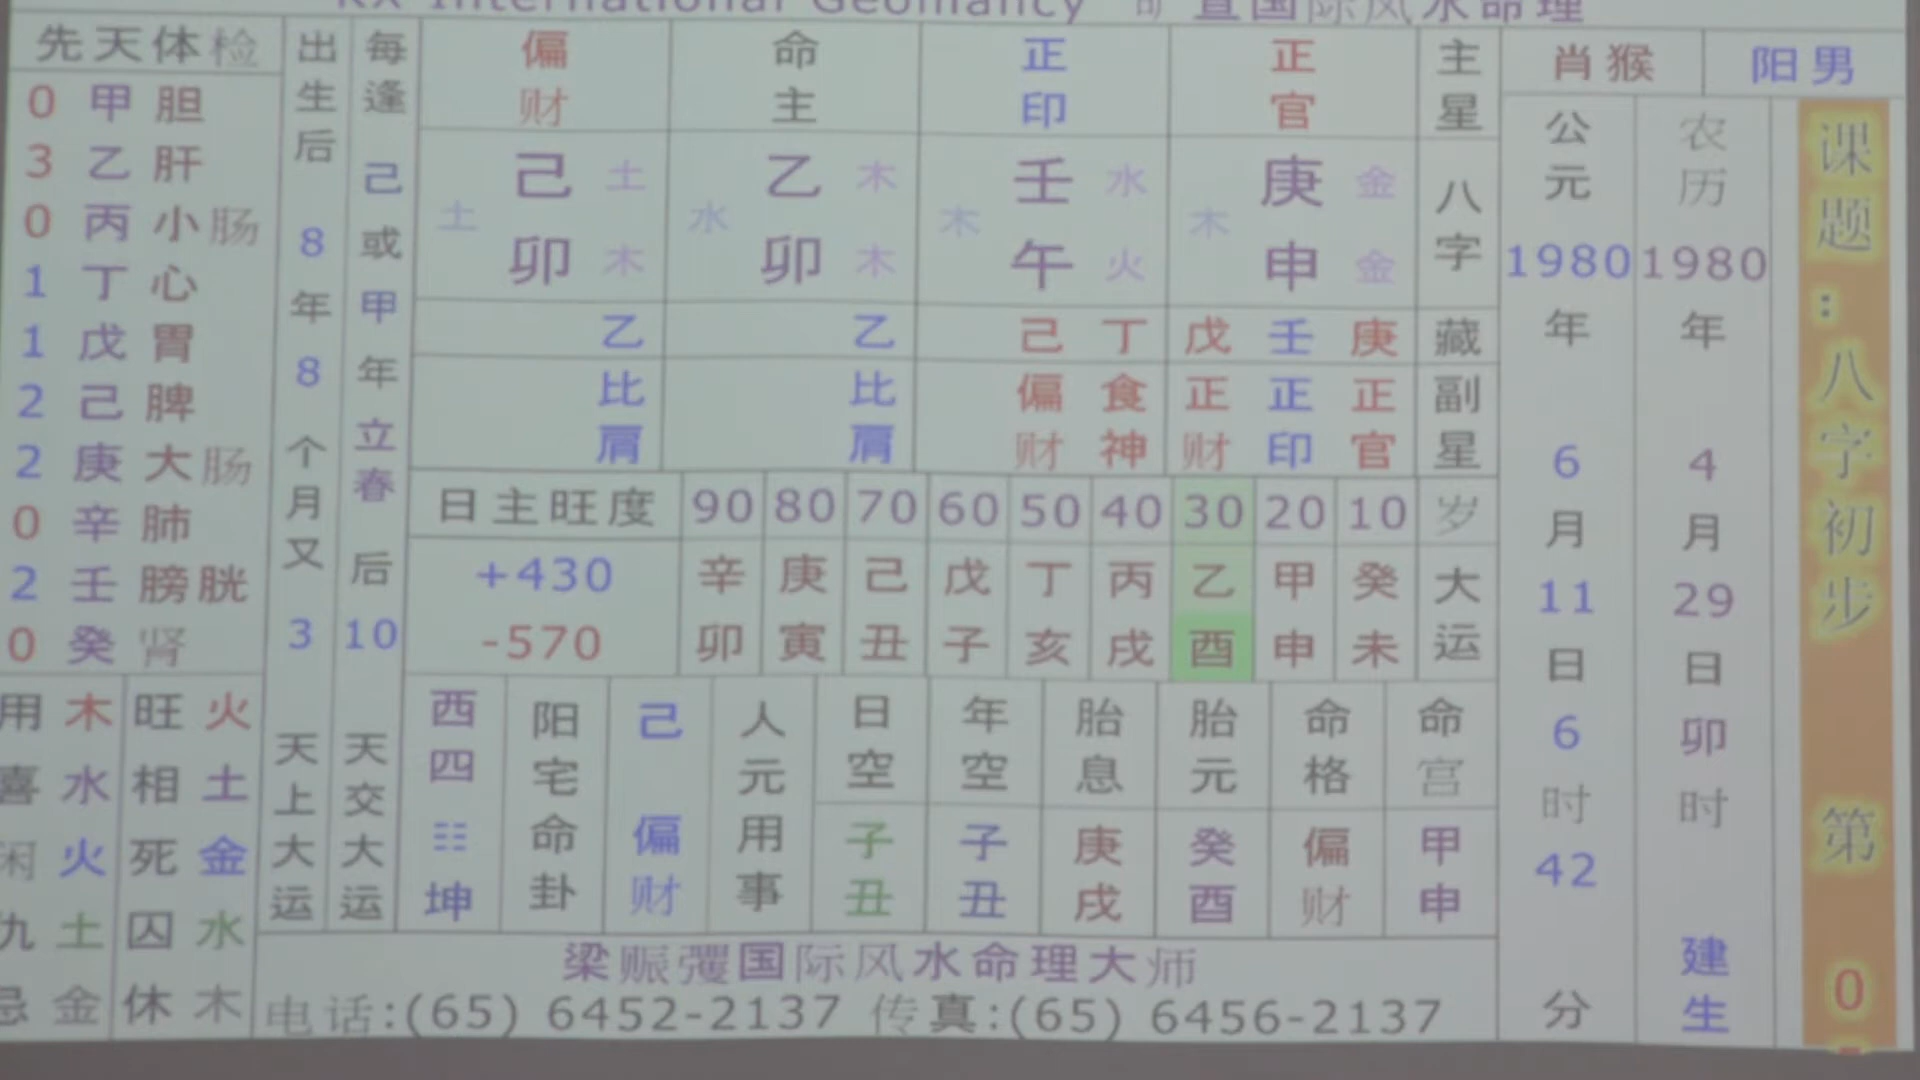 RX International Geomancy 直国际风水命理
先天体检
0 甲 胆
3 乙 肝
0 丙 小肠
1 丁 心
1 戊 胃
2 己 脾
2 庚 大肠
0 辛 肺
2 壬 膀胱
0 癸 肾
用 木 旺 火
喜 水 相 土
闲 火 死 金
仇 土 囚 水
忌 金 休 木
出生后 8 年 8 个月又 3 天上大运
每逢 己或甲年立春后 10 天交大运
偏财 命主 正印 正官 主星
己 土 乙 木 壬 水 庚 金 八字
土 水 木 木
卯 木 卯 木 午 火 申 金
乙 乙 己 丁 戊 壬 庚 藏
比肩 比肩 偏财 食神 正财 正印 正官 副星
日主旺度 90 80 70 60 50 40 30 20 10 岁
+430 辛卯 庚寅 己丑 戊子 丁亥 丙戌 乙酉 甲申 癸未 大运
-570
西四 ☷ 坤 阳宅命卦 己 偏财 人元用事 日空 年空 胎息 胎元 命格 命宫
子丑 子丑 庚戌 癸酉 偏财 甲申
梁赈彏国际风水命理大师
电话:(65) 6452-2137 传真:(65) 6456-2137
肖猴 阳男
公元 1980 年 6 月 11 日 6 时 42 分
农历 1980 年 4 月 29 日 卯 时 建生
课题:八字初步 第 0